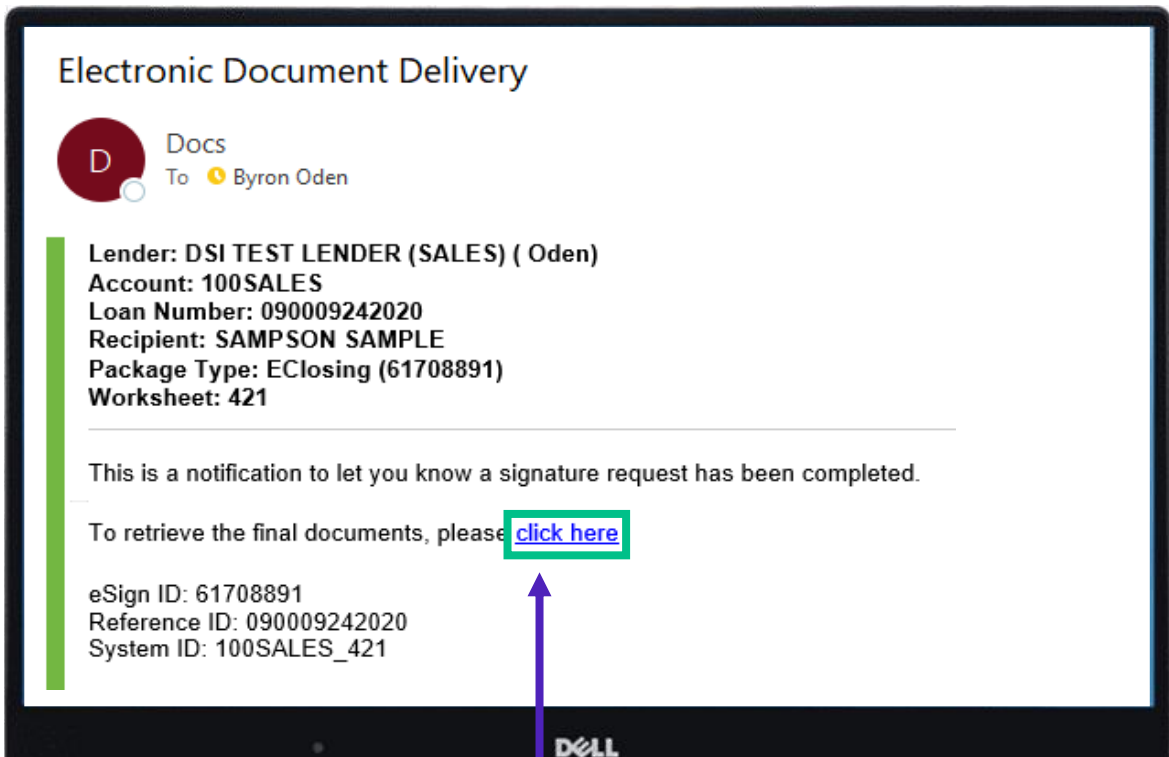 Electronic Document Delivery
D
Docs
To Byron Oden
Lender: DSI TEST LENDER (SALES) ( Oden)
Account: 100SALES
Loan Number: 090009242020
Recipient: SAMPSON SAMPLE
Package Type: EClosing (61708891)
Worksheet: 421
This is a notification to let you know a signature request has been completed.
To retrieve the final documents, please click here
eSign ID: 61708891
Reference ID: 090009242020
System ID: 100SALES_421
DELL